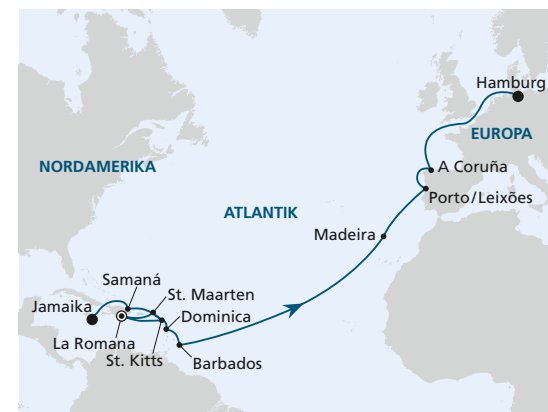 Hamburg
EUROPA
NORDAMERIKA
A Coruña
Porto/Leixões
ATLANTIK
Madeira
Samaná
St. Maarten
Jamaika
Dominica
La Romana
St. Kitts
Barbados